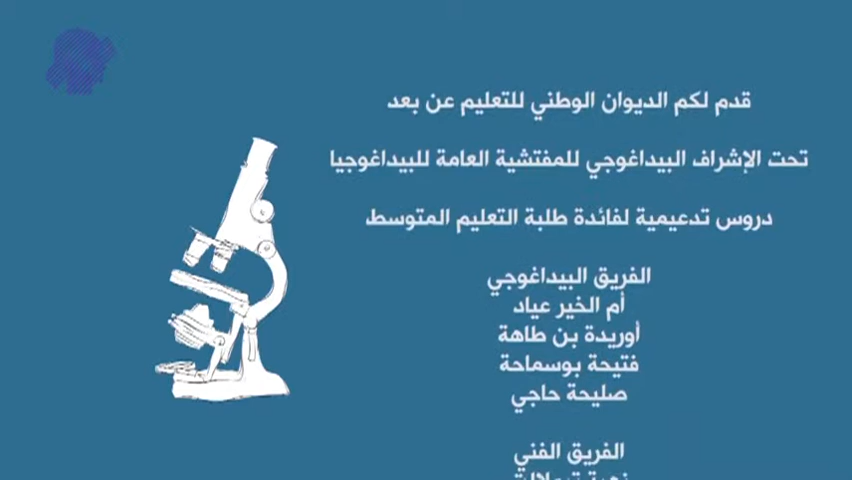 قدم لكم الديوان الوطني للتعليم عن بعد
تحت الإشراف البيداغوجي للمفتشية العامة للبيداغوجيا
دروس تدعيمية لفائدة طلبة التعليم المتوسط
الفريق البيداغوجي
أم الخير عياد
أوريدة بن طاهة
فتيحة بوسماحة
صليحة حاجي
الفريق الفني